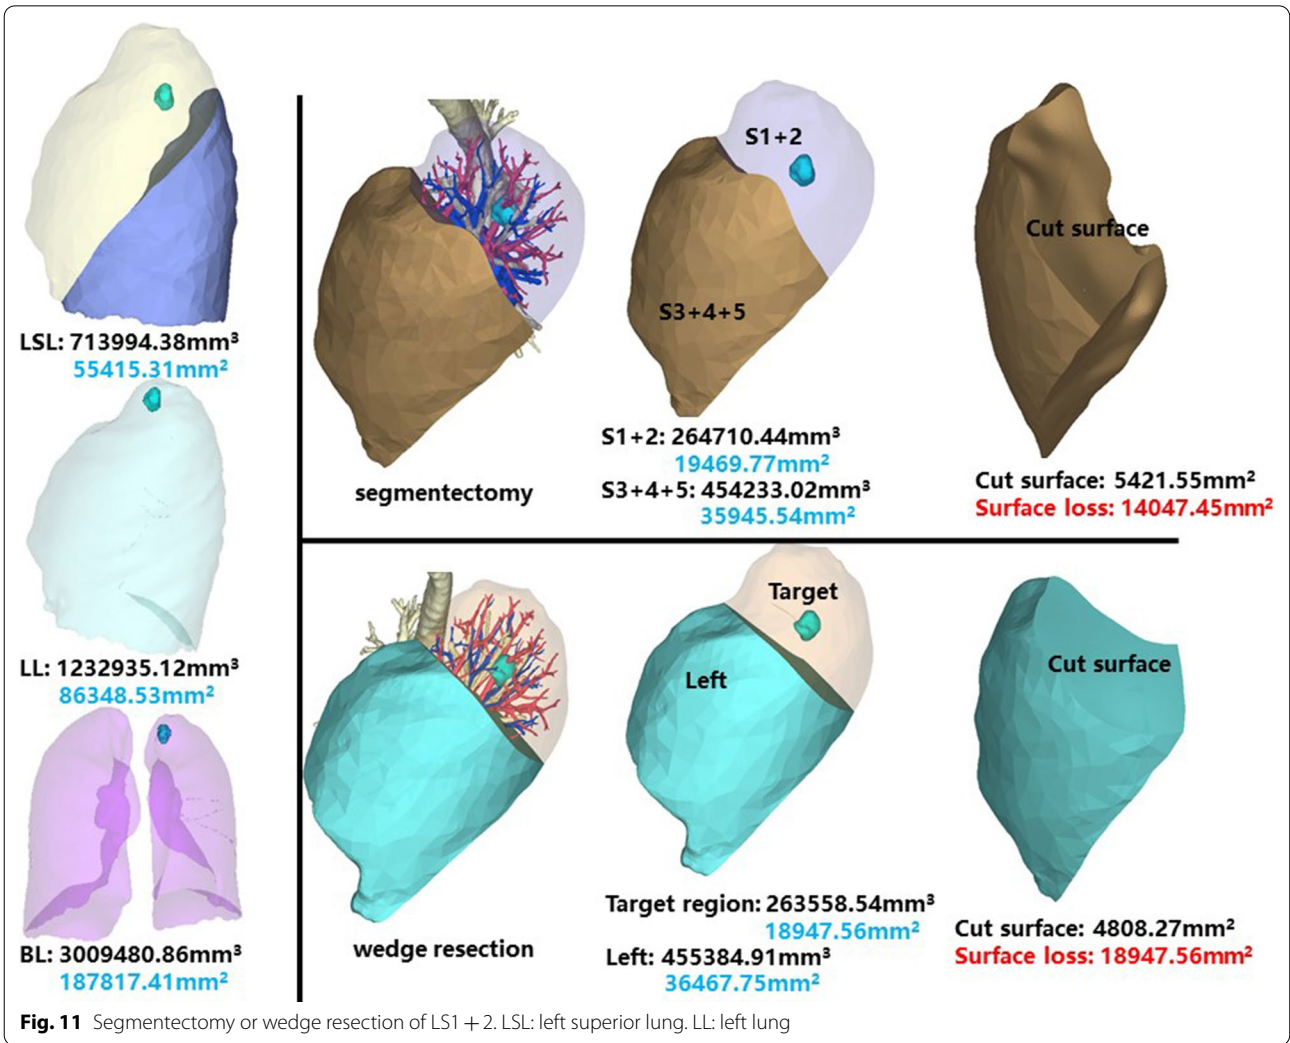 LSL: 713994.38mm³
55415.31mm²
LL: 1232935.12mm³
86348.53mm²
BL: 3009480.86mm³
187817.41mm²
segmentectomy
S1+2
S3+4+5
S1+2: 264710.44mm³
19469.77mm²
S3+4+5: 454233.02mm³
35945.54mm²
Cut surface
Cut surface: 5421.55mm²
Surface loss: 14047.45mm²
wedge resection
Target
Left
Target region: 263558.54mm³
18947.56mm²
Left: 455384.91mm³
36467.75mm²
Cut surface
Cut surface: 4808.27mm²
Surface loss: 18947.56mm²
Fig. 11 Segmentectomy or wedge resection of LS1 + 2. LSL: left superior lung. LL: left lung